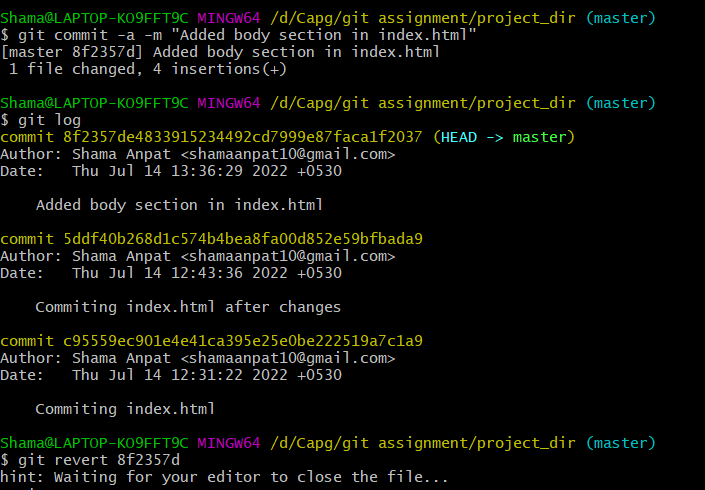 Shama@LAPTOP-KO9FFT9C MINGW64 /d/Capg/git assignment/project_dir (master)
$ git commit -a -m "Added body section in index.html"
[master 8f2357d] Added body section in index.html
 1 file changed, 4 insertions(+)

Shama@LAPTOP-KO9FFT9C MINGW64 /d/Capg/git assignment/project_dir (master)
$ git log
commit 8f2357de4833915234492cd7999e87faca1f2037 (HEAD -> master)
Author: Shama Anpat <shamaanpat10@gmail.com>
Date:   Thu Jul 14 13:36:29 2022 +0530

    Added body section in index.html

commit 5ddf40b268d1c574b4bea8fa00d852e59bfbada9
Author: Shama Anpat <shamaanpat10@gmail.com>
Date:   Thu Jul 14 12:43:36 2022 +0530

    Commiting index.html after changes

commit c95559ec901e4e41ca395e25e0be222519a7c1a9
Author: Shama Anpat <shamaanpat10@gmail.com>
Date:   Thu Jul 14 12:31:22 2022 +0530

    Commiting index.html

Shama@LAPTOP-KO9FFT9C MINGW64 /d/Capg/git assignment/project_dir (master)
$ git revert 8f2357d
hint: Waiting for your editor to close the file...